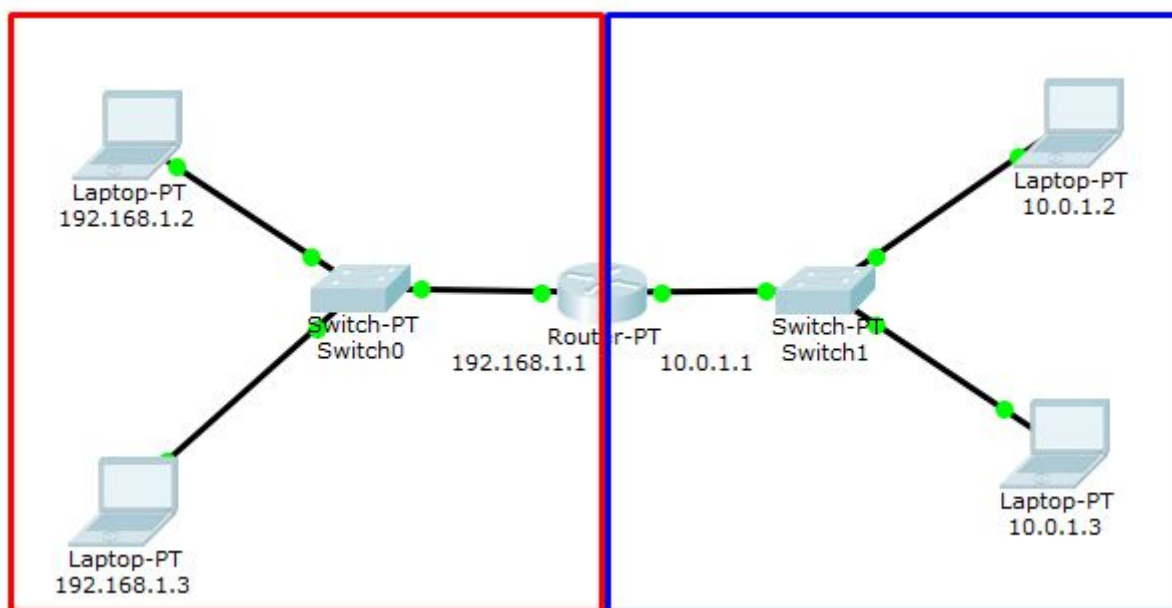 Laptop-PT
192.168.1.2
Laptop-PT
10.0.1.2
Switch-PT
Switch0
Router-PT
192.168.1.1
10.0.1.1
Switch-PT
Switch1
Laptop-PT
192.168.1.3
Laptop-PT
10.0.1.3